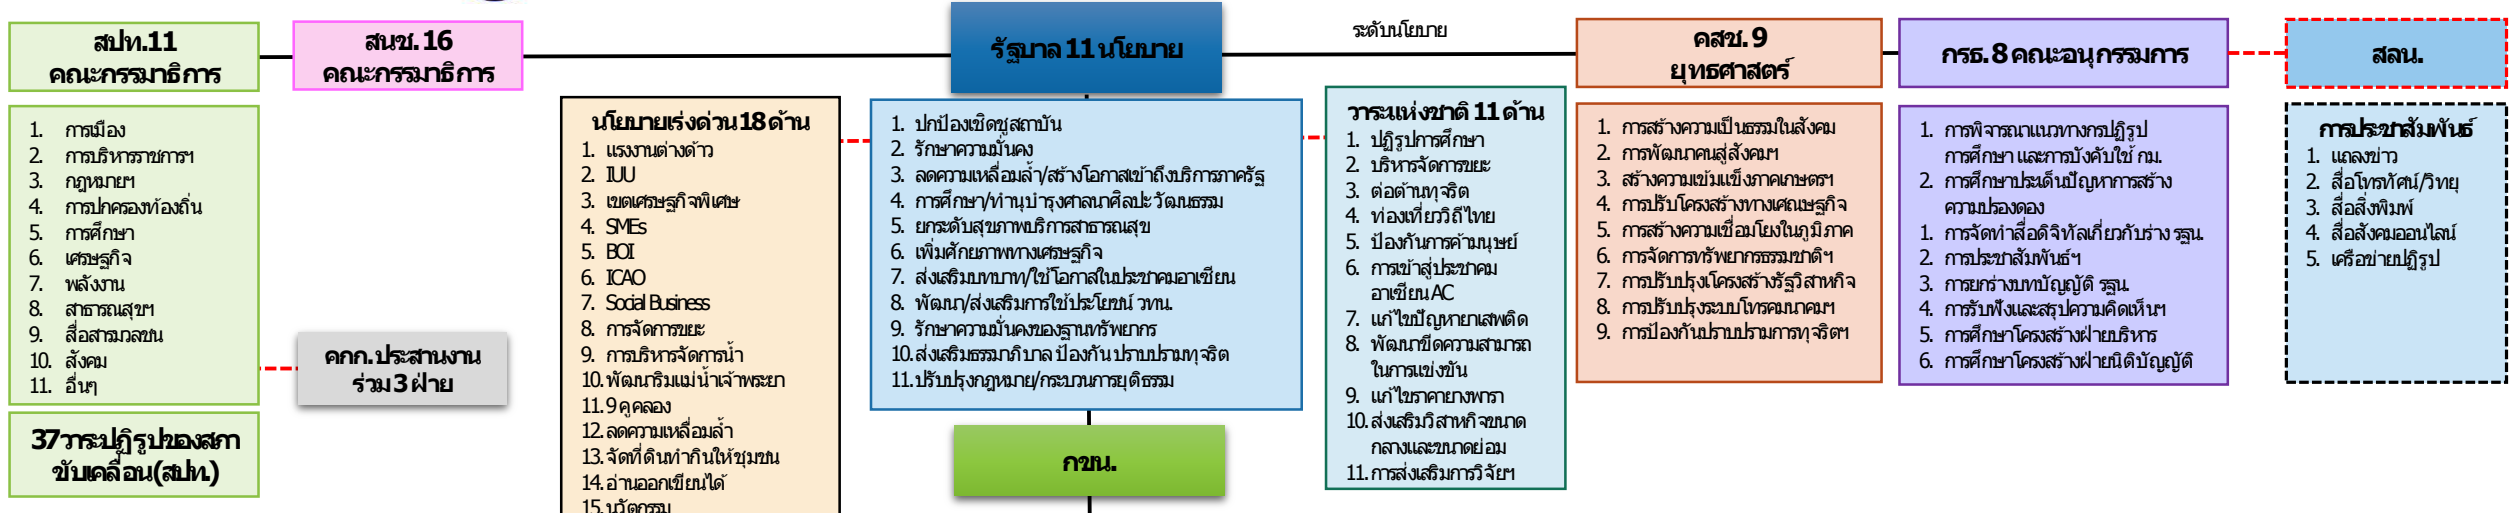 ระดับนโยบาย
สปท.11
คณะกรรมาธิการ
สนช. 16
คณะกรรมาธิการ
รัฐบาล 11 นโยบาย
คสช. 9
ยุทธศาสตร์
กรธ. 8 คณะอนุกรรมการ
สลน.
1. การเมือง
2. การบริหารราชการฯ
3. กฎหมายฯ
4. การปกครองท้องถิ่น
5. การศึกษา
6. เศรษฐกิจ
7. พลังงาน
8. สาธารณสุขฯ
9. สื่อสารมวลชน
10. สังคม
11. อื่นๆ
37วาระปฏิรูปของสภา
ขับเคลื่อน(สปท.)
คกก.ประสานงาน
ร่วม 3 ฝ่าย
นโยบายเร่งด่วน 18 ด้าน
1. แรงงานต่างด้าว
2. IUU
3. เขตเศรษฐกิจพิเศษ
4. SMEs
5. BOI
6. ICAO
7. Social Business
8. การจัดการขยะ
9. การบริหารจัดการน้ำ
10. พัฒนาริมแม่น้ำเจ้าพระยา
11. 9 คูคลอง
12. ลดความเหลื่อมล้ำ
13. จัดที่ดินทำกินให้ชุมชน
14. อ่านออกเขียนได้
15. นวัตกรรม
1. ปกป้องเชิดชูสถาบัน
2. รักษาความมั่นคง
3. ลดความเหลื่อมล้ำ/สร้างโอกาสเข้าถึงบริการภาครัฐ
4. การศึกษา/ทำนุบำรุงศาสนาศิลปะวัฒนธรรม
5. ยกระดับสุขภาพบริการสาธารณสุข
6. เพิ่มศักยภาพทางเศรษฐกิจ
7. ส่งเสริมบทบาท/ใช้โอกาสในประชาคมอาเซียน
8. พัฒนา/ส่งเสริมการใช้ประโยชน์ วทน.
9. รักษาความมั่นคงของฐานทรัพยากร
10. ส่งเสริมธรรมาภิบาล ป้องกัน ปราบปรามทุจริต
11. ปรับปรุงกฎหมาย/กระบวนการยุติธรรม
กขน.
วาระแห่งชาติ 11 ด้าน
1. ปฏิรูปการศึกษา
2. บริหารจัดการขยะ
3. ต่อต้านทุจริต
4. ท่องเที่ยววิถีไทย
5. ป้องกันการค้ามนุษย์
6. การเข้าสู่ประชาคม
อาเซียน AC
7. แก้ไขปัญหายาเสพติด
8. พัฒนาขีดความสามารถ
ในการแข่งขัน
9. แก้ไขราคายางพารา
10. ส่งเสริมวิสาหกิจขนาด
กลางและขนาดย่อม
11. การส่งเสริมการวิจัยฯ
1. การสร้างความเป็นธรรมในสังคม
2. การพัฒนาคนสู่สังคมฯ
3. สร้างความเข้มแข็งภาคเกษตรฯ
4. การปรับโครงสร้างทางเศณษฐกิจ
5. การสร้างความเชื่อมโยงในภูมิภาค
6. การจัดการทรัพยากรธรรมชาติฯ
7. การปรับปรุงโครงสร้างรัฐวิสาหกิจ
8. การปรับปรุงระบบโทรคมนาคมฯ
9. การป้องกันปราบปรามการทุจริตฯ
1. การพิจารณาแนวทางกรปฏิรูป
การศึกษา และการบังคับใช้ กม.
2. การศึกษาประเด็นปัญหาการสร้าง
ความปรองดอง
1. การจัดทำสื่อดิจิทัลเกี่ยวกับร่าง รฐน.
2. การประชาสัมพันธ์ฯ
3. การยกร่างบทบัญญัติ รฐน.
4. การรับฟังและสรุปความคิดเห็นฯ
5. การศึกษาโครงสร้างฝ่ายบริหาร
6. การศึกษาโครงสร้างฝ่ายนิติบัญญัติ
การประชาสัมพันธ์
1. แถลงข่าว
2. สื่อโทรทัศน์/วิทยุ
3. สื่อสิ่งพิมพ์
4. สื่อสังคมออนไลน์
5. เครือข่ายปฏิรูป